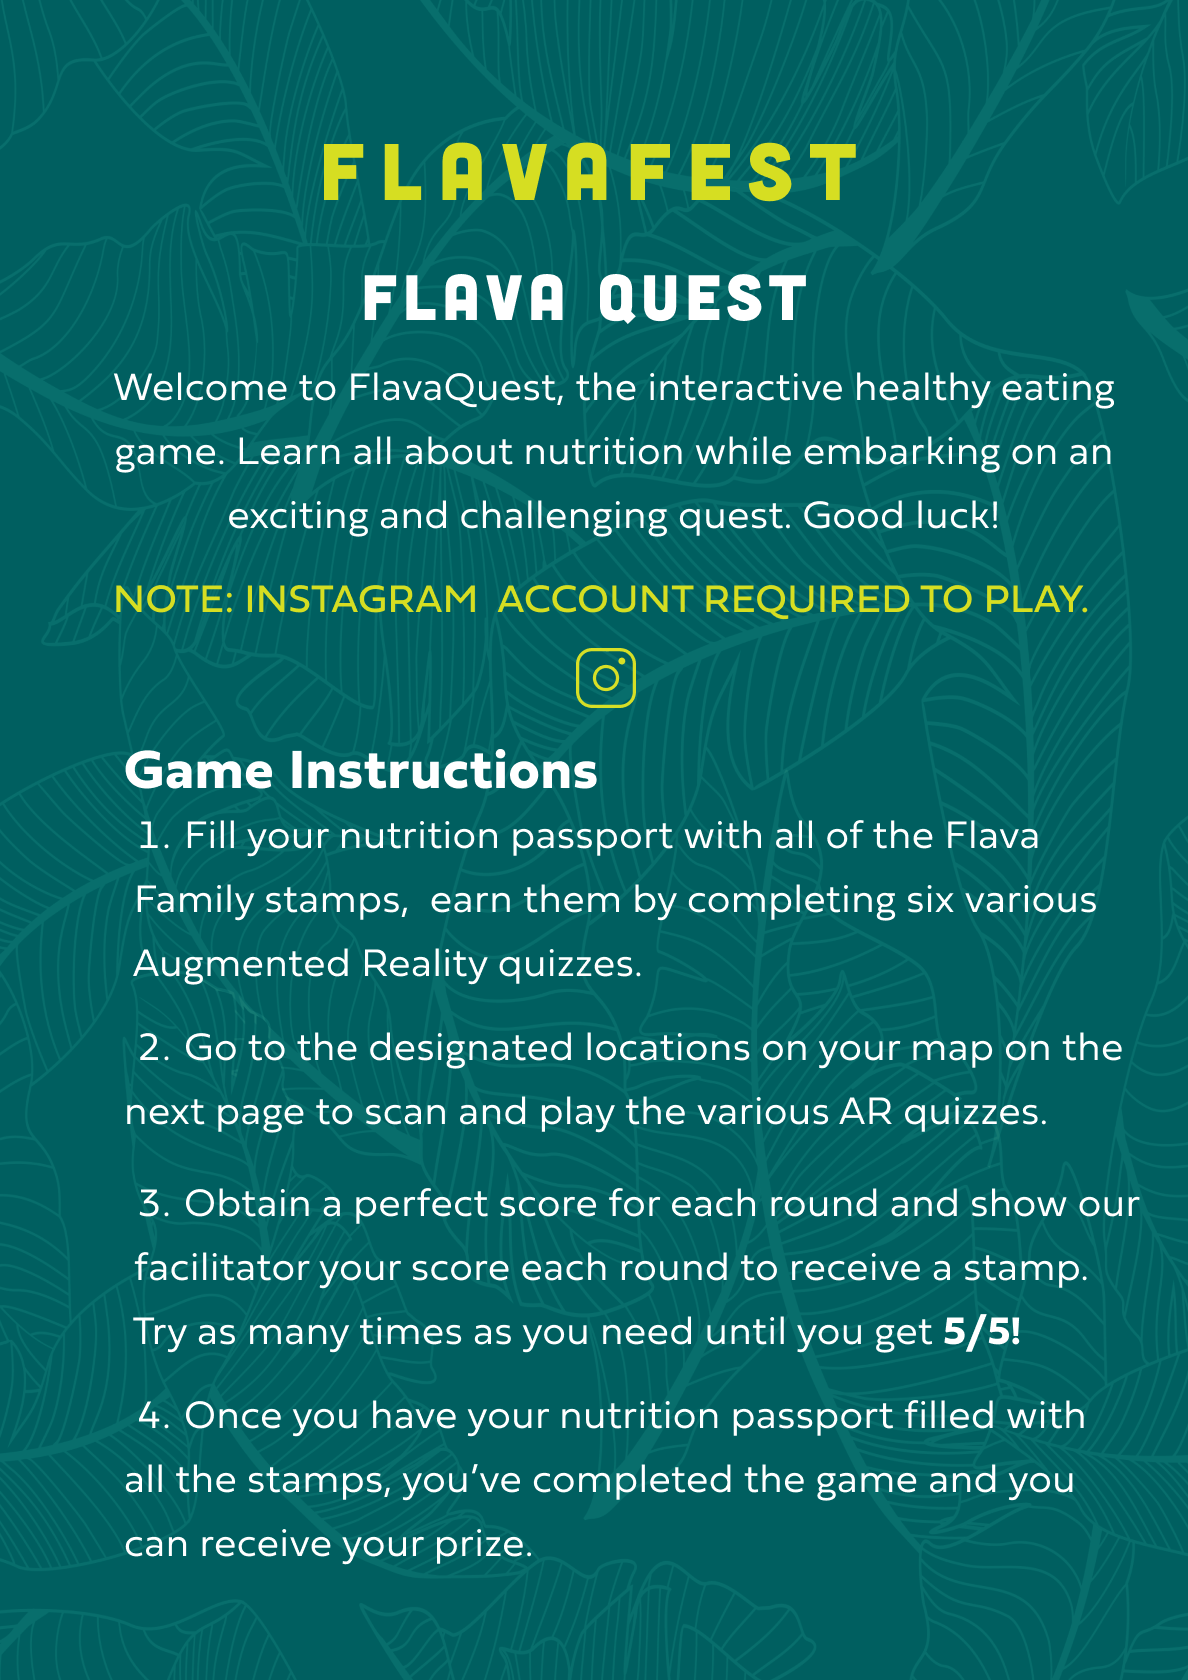 FLAVAFEST
FLAVA QUEST
Welcome to FlavaQuest, the interactive healthy eating
game. Learn all about nutrition while embarking on an
exciting and challenging quest. Good luck!
NOTE: INSTAGRAM  ACCOUNT REQUIRED TO PLAY.
Game Instructions
1. Fill your nutrition passport with all of the Flava
Family stamps,  earn them by completing six various
Augmented Reality quizzes.
2. Go to the designated locations on your map on the
next page to scan and play the various AR quizzes.
3. Obtain a perfect score for each round and show our
facilitator your score each round to receive a stamp.
Try as many times as you need until you get 5/5!
4. Once you have your nutrition passport filled with
all the stamps, you’ve completed the game and you
can receive your prize.